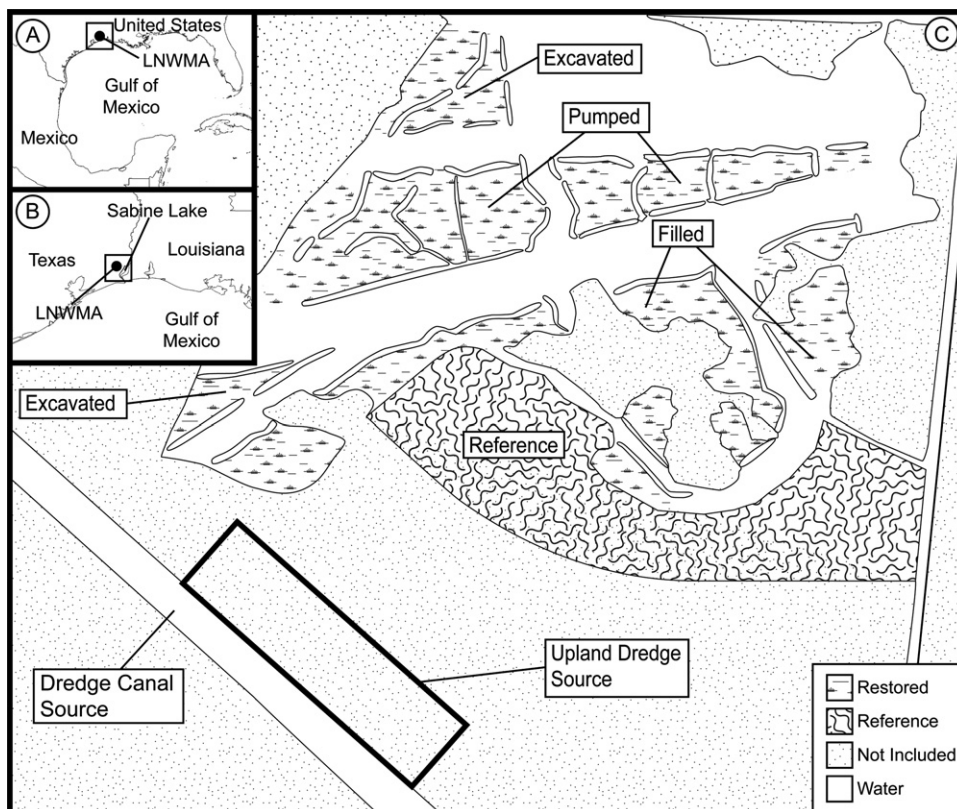 A
United States
LNWMA
Gulf of
Mexico
Mexico
B
Sabine Lake
Texas
Louisiana
LNWMA
Gulf of
Mexico
C
Excavated
Pumped
Filled
Excavated
Reference
Dredge Canal
Source
Upland Dredge
Source
Restored
Reference
Not Included
Water